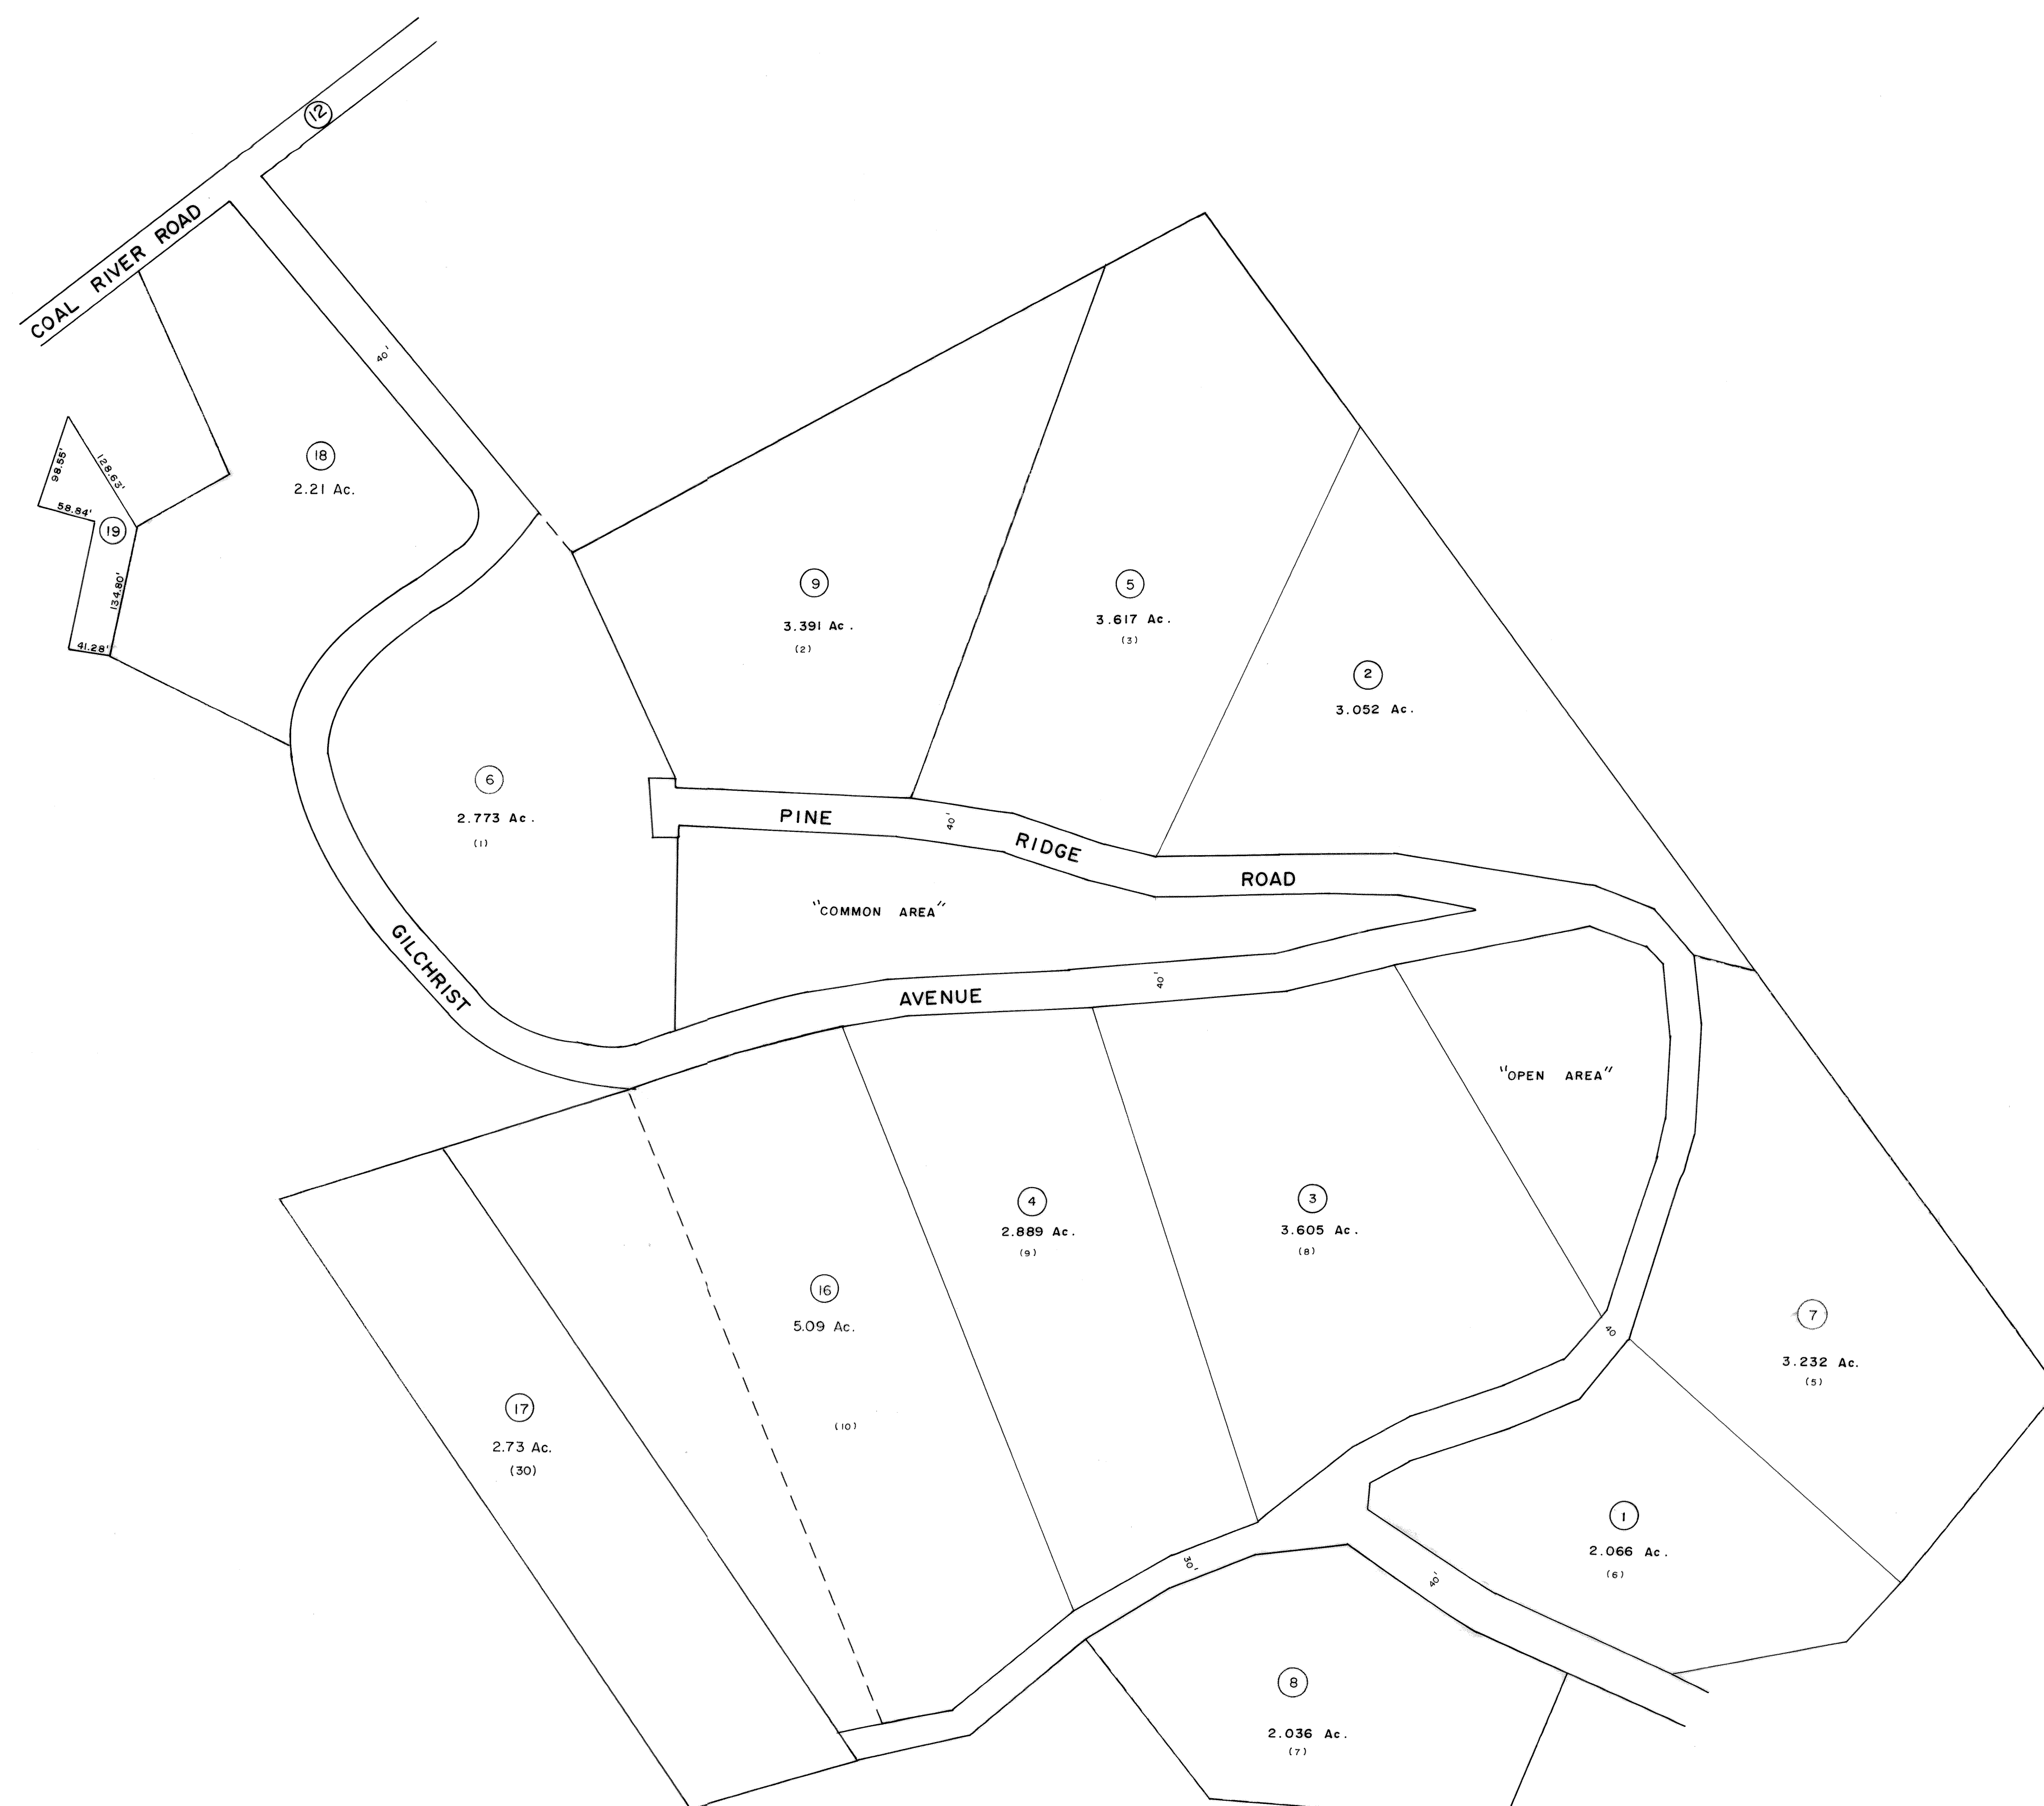 12
COAL RIVER ROAD
40'
18
2.21 Ac.
98.55'
128.63'
58.84'
19
134.80'
41.28'
9
3.391 Ac.
(2)
5
3.617 Ac.
(3)
2
3.052 Ac.
6
2.773 Ac.
(1)
PINE RIDGE ROAD
40'
"COMMON AREA"
GILCHRIST AVENUE
40'
"OPEN AREA"
4
2.889 Ac.
(9)
3
3.605 Ac.
(8)
16
5.09 Ac.
(10)
17
2.73 Ac.
(30)
40
7
3.232 Ac.
(5)
1
2.066 Ac.
(6)
30'
40'
8
2.036 Ac.
(7)